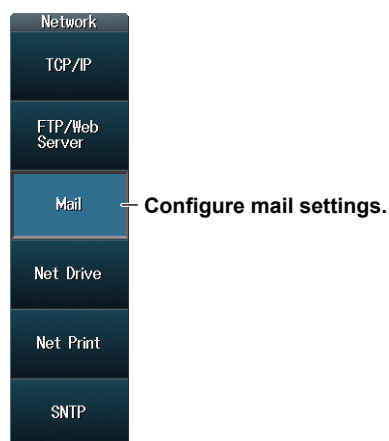 Network
TCP/IP
FTP/Web
Server
Mail
Configure mail settings.
Net Drive
Net Print
SNTP